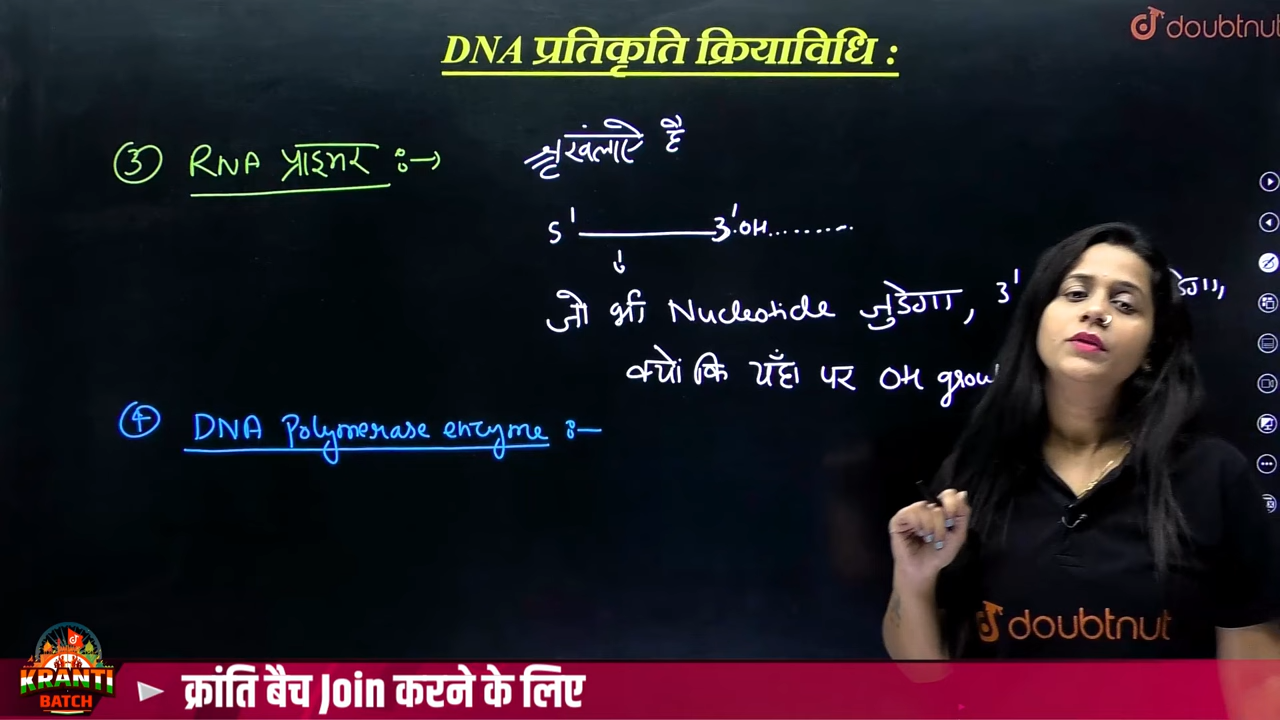 doubtnut
DNA प्रतिकृति क्रियाविधि :
③ RNA प्राइमर :→
श्रृखंलाऐ है
5' 3'OH........
जो भी Nucleotide जुडेगा, 3'
क्यों कि यहाँ पर OH grou
④ DNA Polymerase enzyme :-
doubtnut
KRANTI
BATCH
क्रांति बैच Join करने के लिए